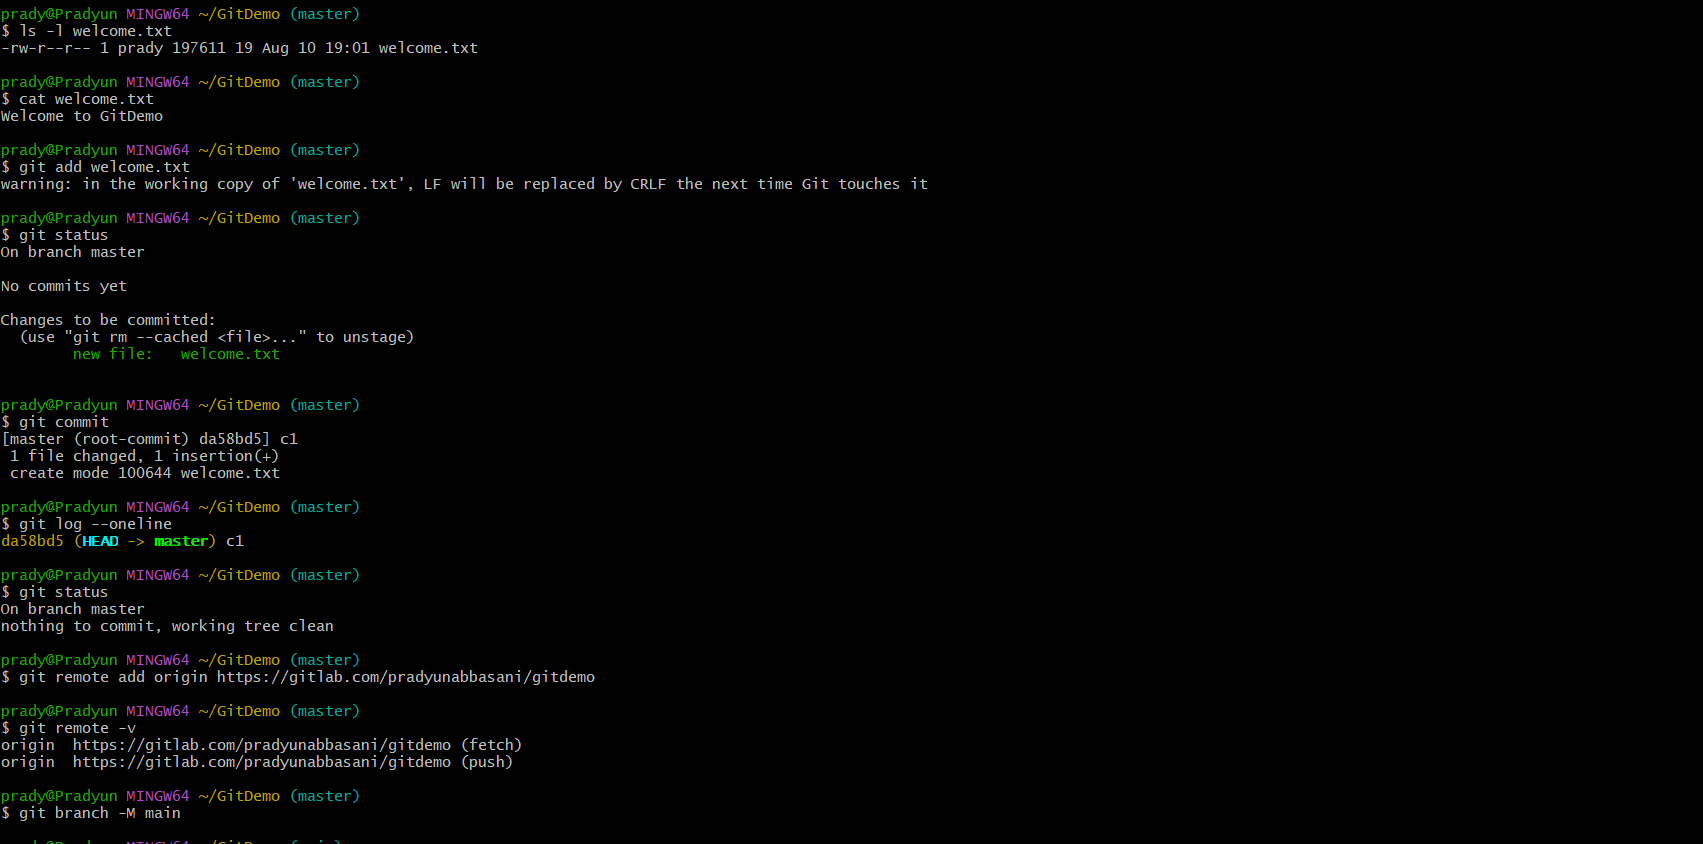 prady@Pradyun MINGW64 ~/GitDemo (master)
$ ls -l welcome.txt
-rw-r--r-- 1 prady 197611 19 Aug 10 19:01 welcome.txt
prady@Pradyun MINGW64 ~/GitDemo (master)
$ cat welcome.txt
Welcome to GitDemo
prady@Pradyun MINGW64 ~/GitDemo (master)
$ git add welcome.txt
warning: in the working copy of 'welcome.txt', LF will be replaced by CRLF the next time Git touches it
prady@Pradyun MINGW64 ~/GitDemo (master)
$ git status
On branch master
No commits yet
Changes to be committed:
  (use "git rm --cached <file>..." to unstage)
        new file:   welcome.txt
prady@Pradyun MINGW64 ~/GitDemo (master)
$ git commit
[master (root-commit) da58bd5] c1
 1 file changed, 1 insertion(+)
 create mode 100644 welcome.txt
prady@Pradyun MINGW64 ~/GitDemo (master)
$ git log --oneline
da58bd5 (HEAD -> master) c1
prady@Pradyun MINGW64 ~/GitDemo (master)
$ git status
On branch master
nothing to commit, working tree clean
prady@Pradyun MINGW64 ~/GitDemo (master)
$ git remote add origin https://gitlab.com/pradyunabbasani/gitdemo
prady@Pradyun MINGW64 ~/GitDemo (master)
$ git remote -v
origin  https://gitlab.com/pradyunabbasani/gitdemo (fetch)
origin  https://gitlab.com/pradyunabbasani/gitdemo (push)
prady@Pradyun MINGW64 ~/GitDemo (master)
$ git branch -M main
prady@Pradyun MINGW64 ~/GitDemo